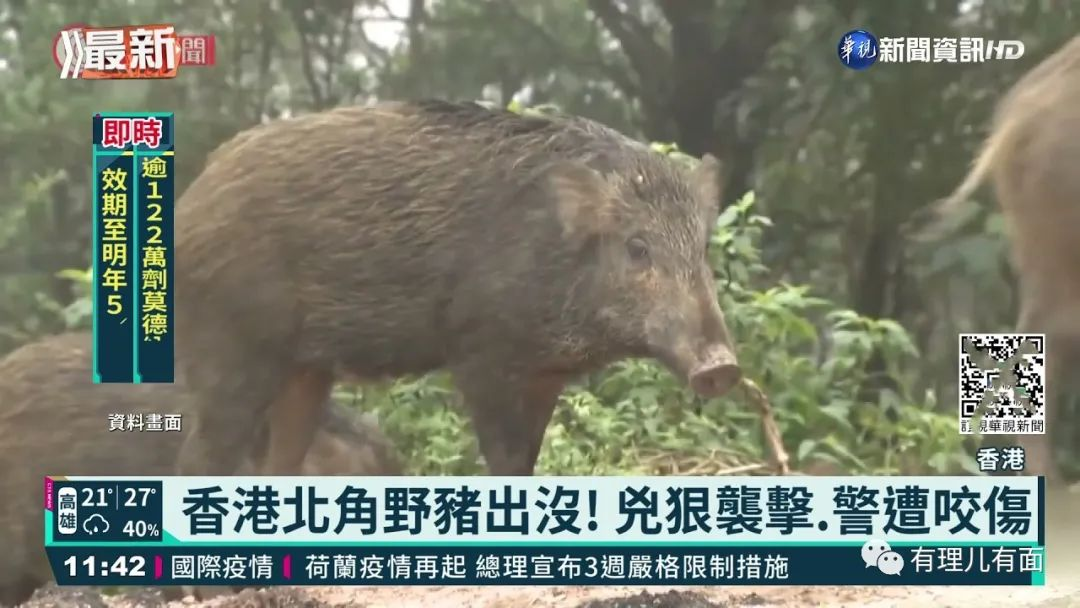 最新
聞
華視 新聞資訊HD
即時
逾122萬劑莫德
效期至明年5
資料畫面
視華視新聞
香港
高雄
21° 27°
40%
香港北角野豬出沒! 兇狠襲擊.警遭咬傷
11:42 國際疫情 荷蘭疫情再起 總理宣布3週嚴格限制措施
有理儿有面